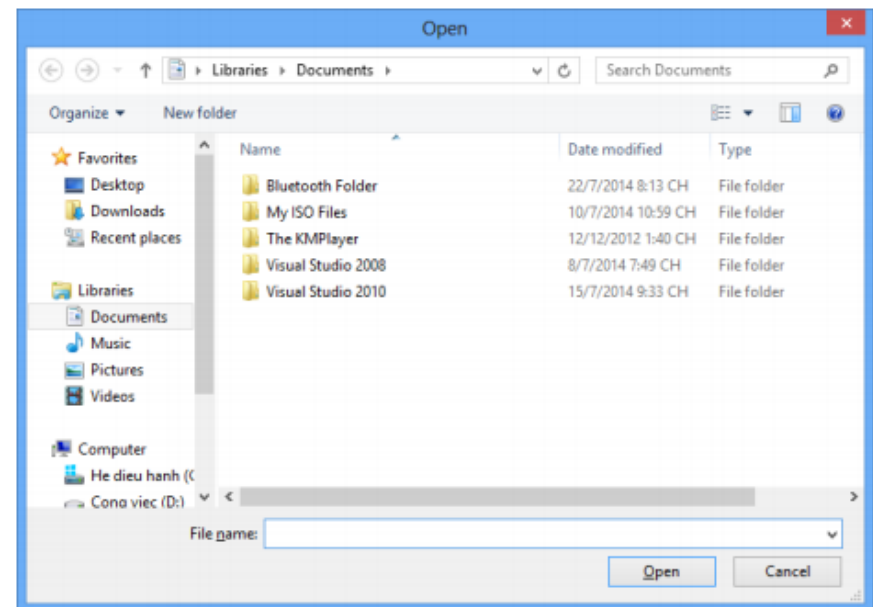 Open
Libraries Documents Search Documents
Organize New folder
Favorites
Desktop
Downloads
Recent places
Libraries
Documents
Music
Pictures
Videos
Computer
He dieu hanh (C
Cong viec (D:)
Name Date modified Type
Bluetooth Folder 22/7/2014 8:13 CH File folder
My ISO Files 10/7/2014 10:59 CH File folder
The KMPlayer 12/12/2012 1:40 CH File folder
Visual Studio 2008 8/7/2014 7:49 CH File folder
Visual Studio 2010 15/7/2014 9:33 CH File folder
File name:
Open Cancel